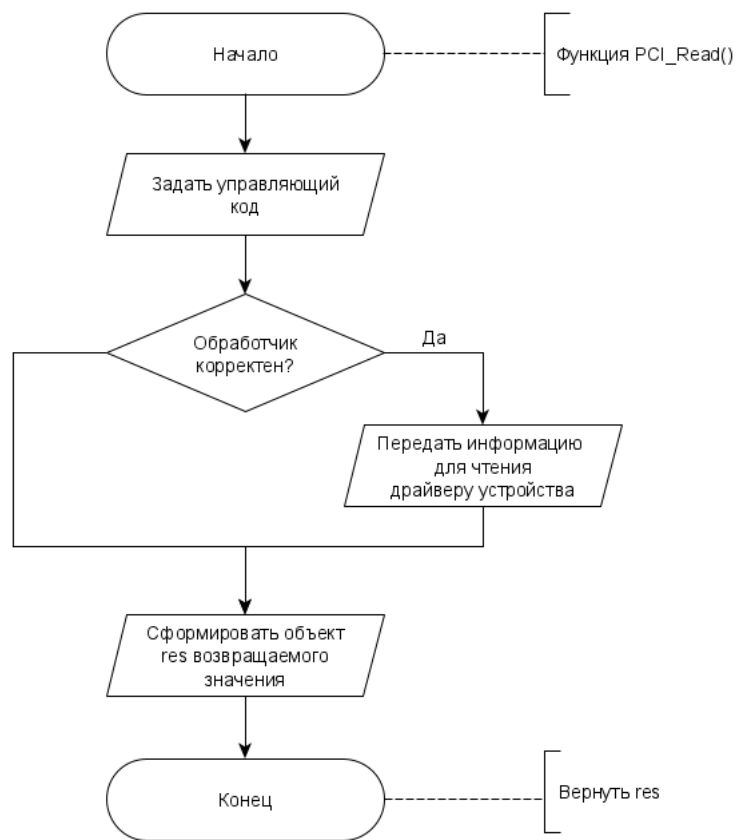 Начало
Функция PCI_Read()
Задать управляющий
код
Обработчик
корректен?
Да
Передать информацию
для чтения
драйверу устройства
Сформировать объект
res возвращаемого
значения
Конец
Вернуть res